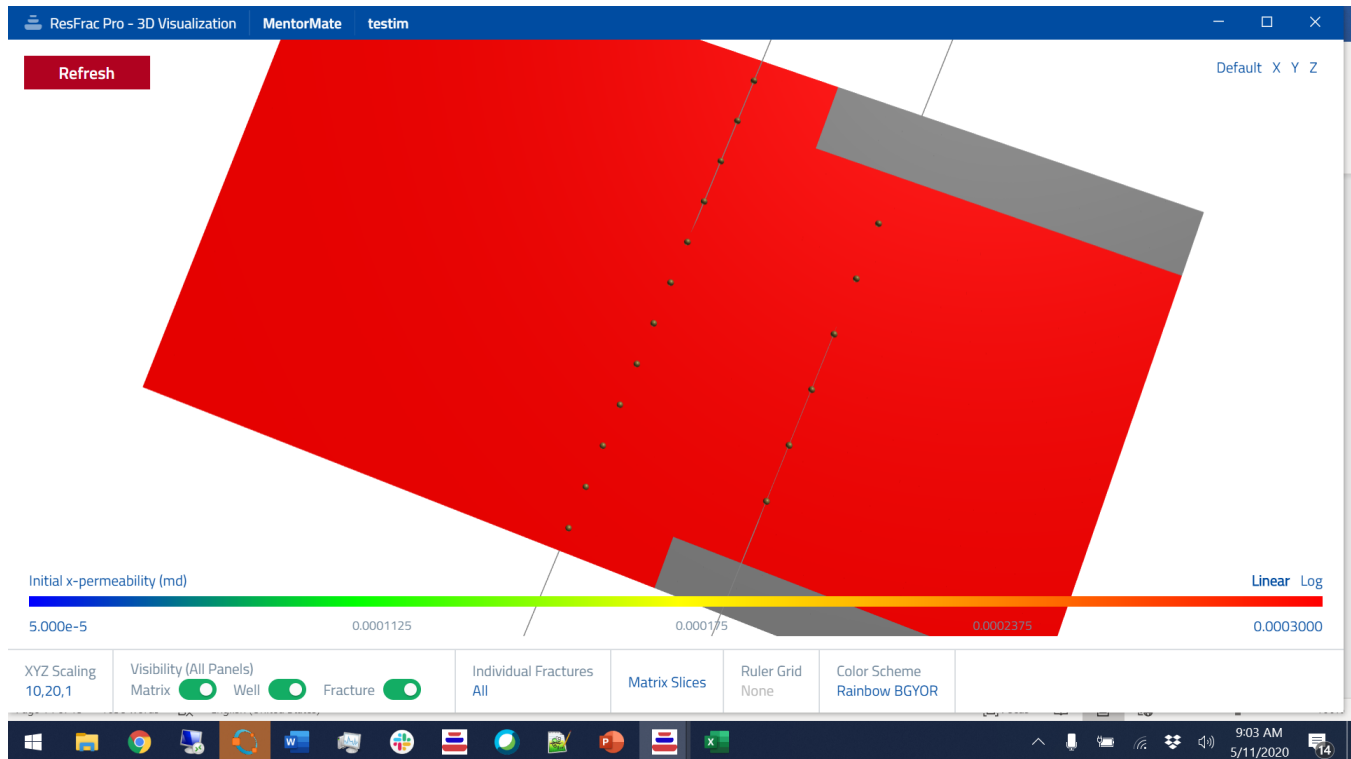 ResFrac Pro - 3D Visualization MentorMate testim
Refresh
Default X Y Z
Initial x-permeability (md)
Linear Log
5.000e-5 0.0001125 0.000175 0.0002375 0.0003000
XYZ Scaling
10,20,1
Visibility (All Panels)
Matrix Well Fracture
Individual Fractures
All
Matrix Slices
Ruler Grid
None
Color Scheme
Rainbow BGYOR
9:03 AM
5/11/2020
14